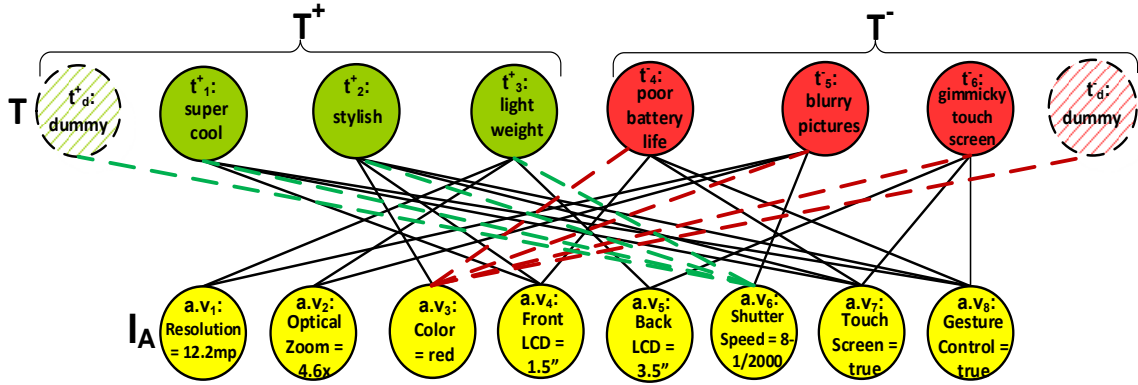 T+ T-
T
t+d:
dummy
t+1:
super
cool
t+2:
stylish
t+3:
light
weight
t-4:
poor
battery
life
t-5:
blurry
pictures
t-6:
gimmicky
touch
screen
t-d:
dummy
IA
a.v1:
Resolution
= 12.2mp
a.v2:
Optical
Zoom =
4.6x
a.v3:
Color
= red
a.v4:
Front
LCD =
1.5”
a.v5:
Back
LCD =
3.5”
a.v6:
Shutter
Speed = 8-
1/2000
a.v7:
Touch
Screen =
true
a.v8:
Gesture
Control =
true